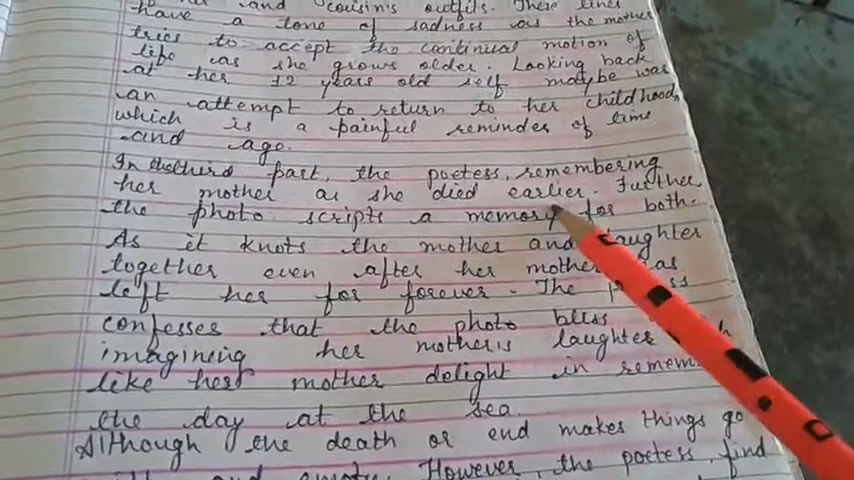 her and cousin's outfits. These lines
have a tone of sadness as the mother
tries to accept the continual motion of
life as she grows older. Looking back
at her 12 years old self maybe was
an attempt to return to her childhood,
which is a painful reminder of time
and age.
In the third part, the poetess, remembering
her mother as she died earlier. Further,
the photo scripts a memory for both.
As it knots the mother and daughter
together even after her mother has
left her for forever. The
confesses that the photo bless
imagining her mother's laughter
like her mother delight in
the day at the sea.
Although the death or end makes things go
However, the poetess, find